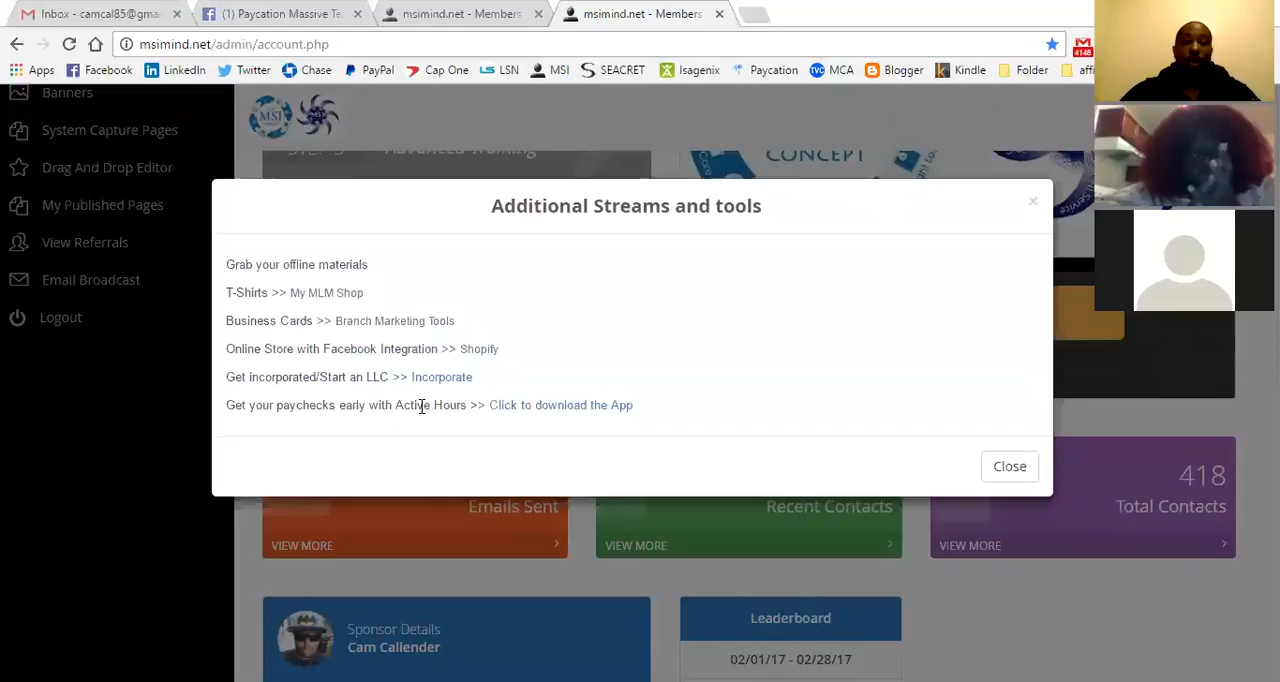 Inbox - camcal85@gma
(1) Paycation Massive Te
msimind.net - Members
msimind.net - Members
msimind.net/admin/account.php
4148
Apps Facebook LinkedIn Twitter Chase PayPal Cap One LSN MSI SEACRET Isagenix Paycation MCA Blogger Kindle Folder affi
Banners
System Capture Pages
Drag And Drop Editor
My Published Pages
View Referrals
Email Broadcast
Logout
MSI
Advanced Training
CONCEPT
Additional Streams and tools
×
Grab your offline materials
T-Shirts >> My MLM Shop
Business Cards >> Branch Marketing Tools
Online Store with Facebook Integration >> Shopify
Get incorporated/Start an LLC >> Incorporate
Get your paychecks early with Active Hours >> Click to download the App
Close
Emails Sent
VIEW MORE
Recent Contacts
VIEW MORE
418
Total Contacts
VIEW MORE
Sponsor Details
Cam Callender
Leaderboard
02/01/17 - 02/28/17